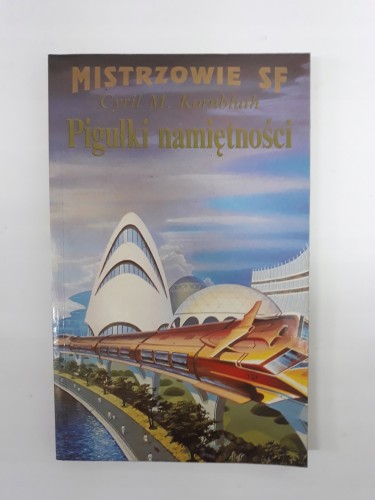 MISTRZOWIE SF
Cyril M. Kornbluth
Pigułki namiętności